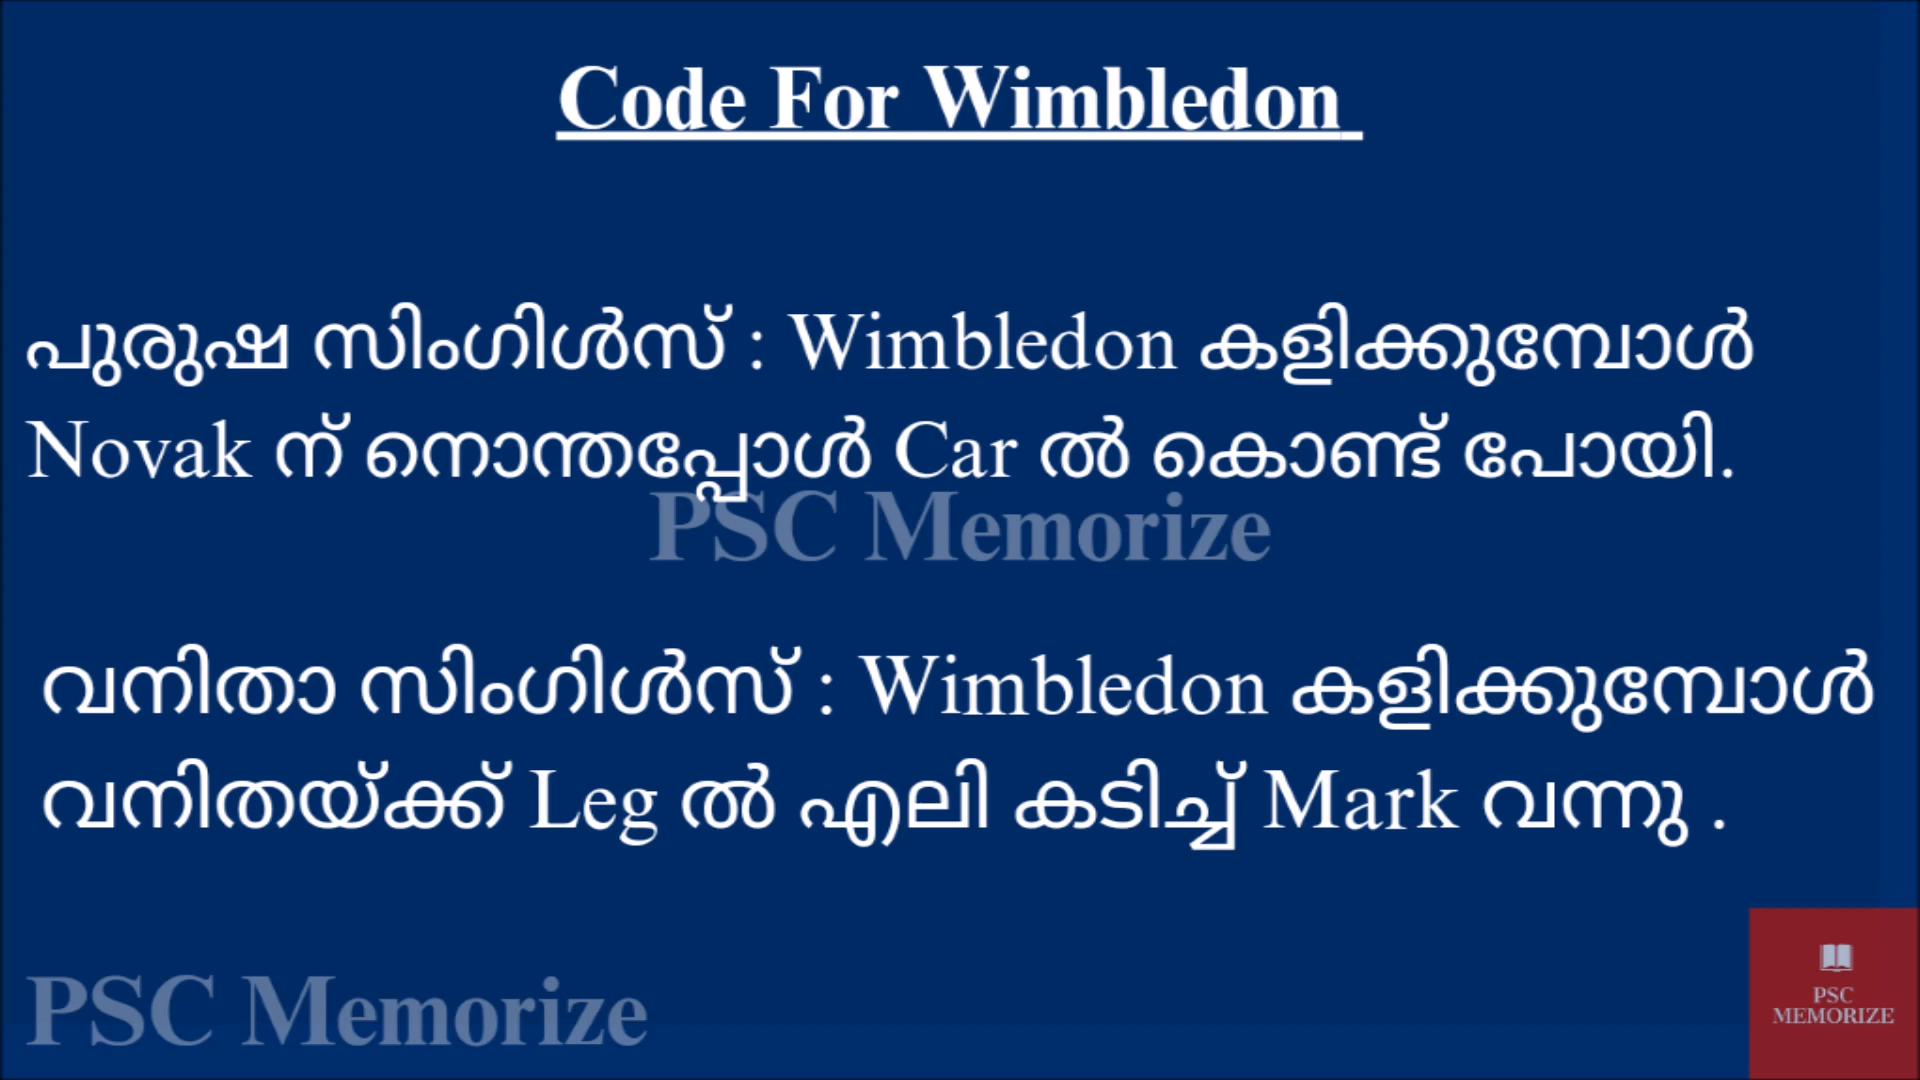 Code For Wimbledon
പുരുഷ സിംഗിൾസ് : Wimbledon കളിക്കുമ്പോൾ
Novak ന് നൊന്തപ്പോൾ Car ൽ കൊണ്ട് പോയി.
PSC Memorize
വനിതാ സിംഗിൾസ് : Wimbledon കളിക്കുമ്പോൾ
വനിതയ്ക്ക് Leg ൽ എലി കടിച്ച് Mark വന്നു .
PSC Memorize
PSC
MEMORIZE